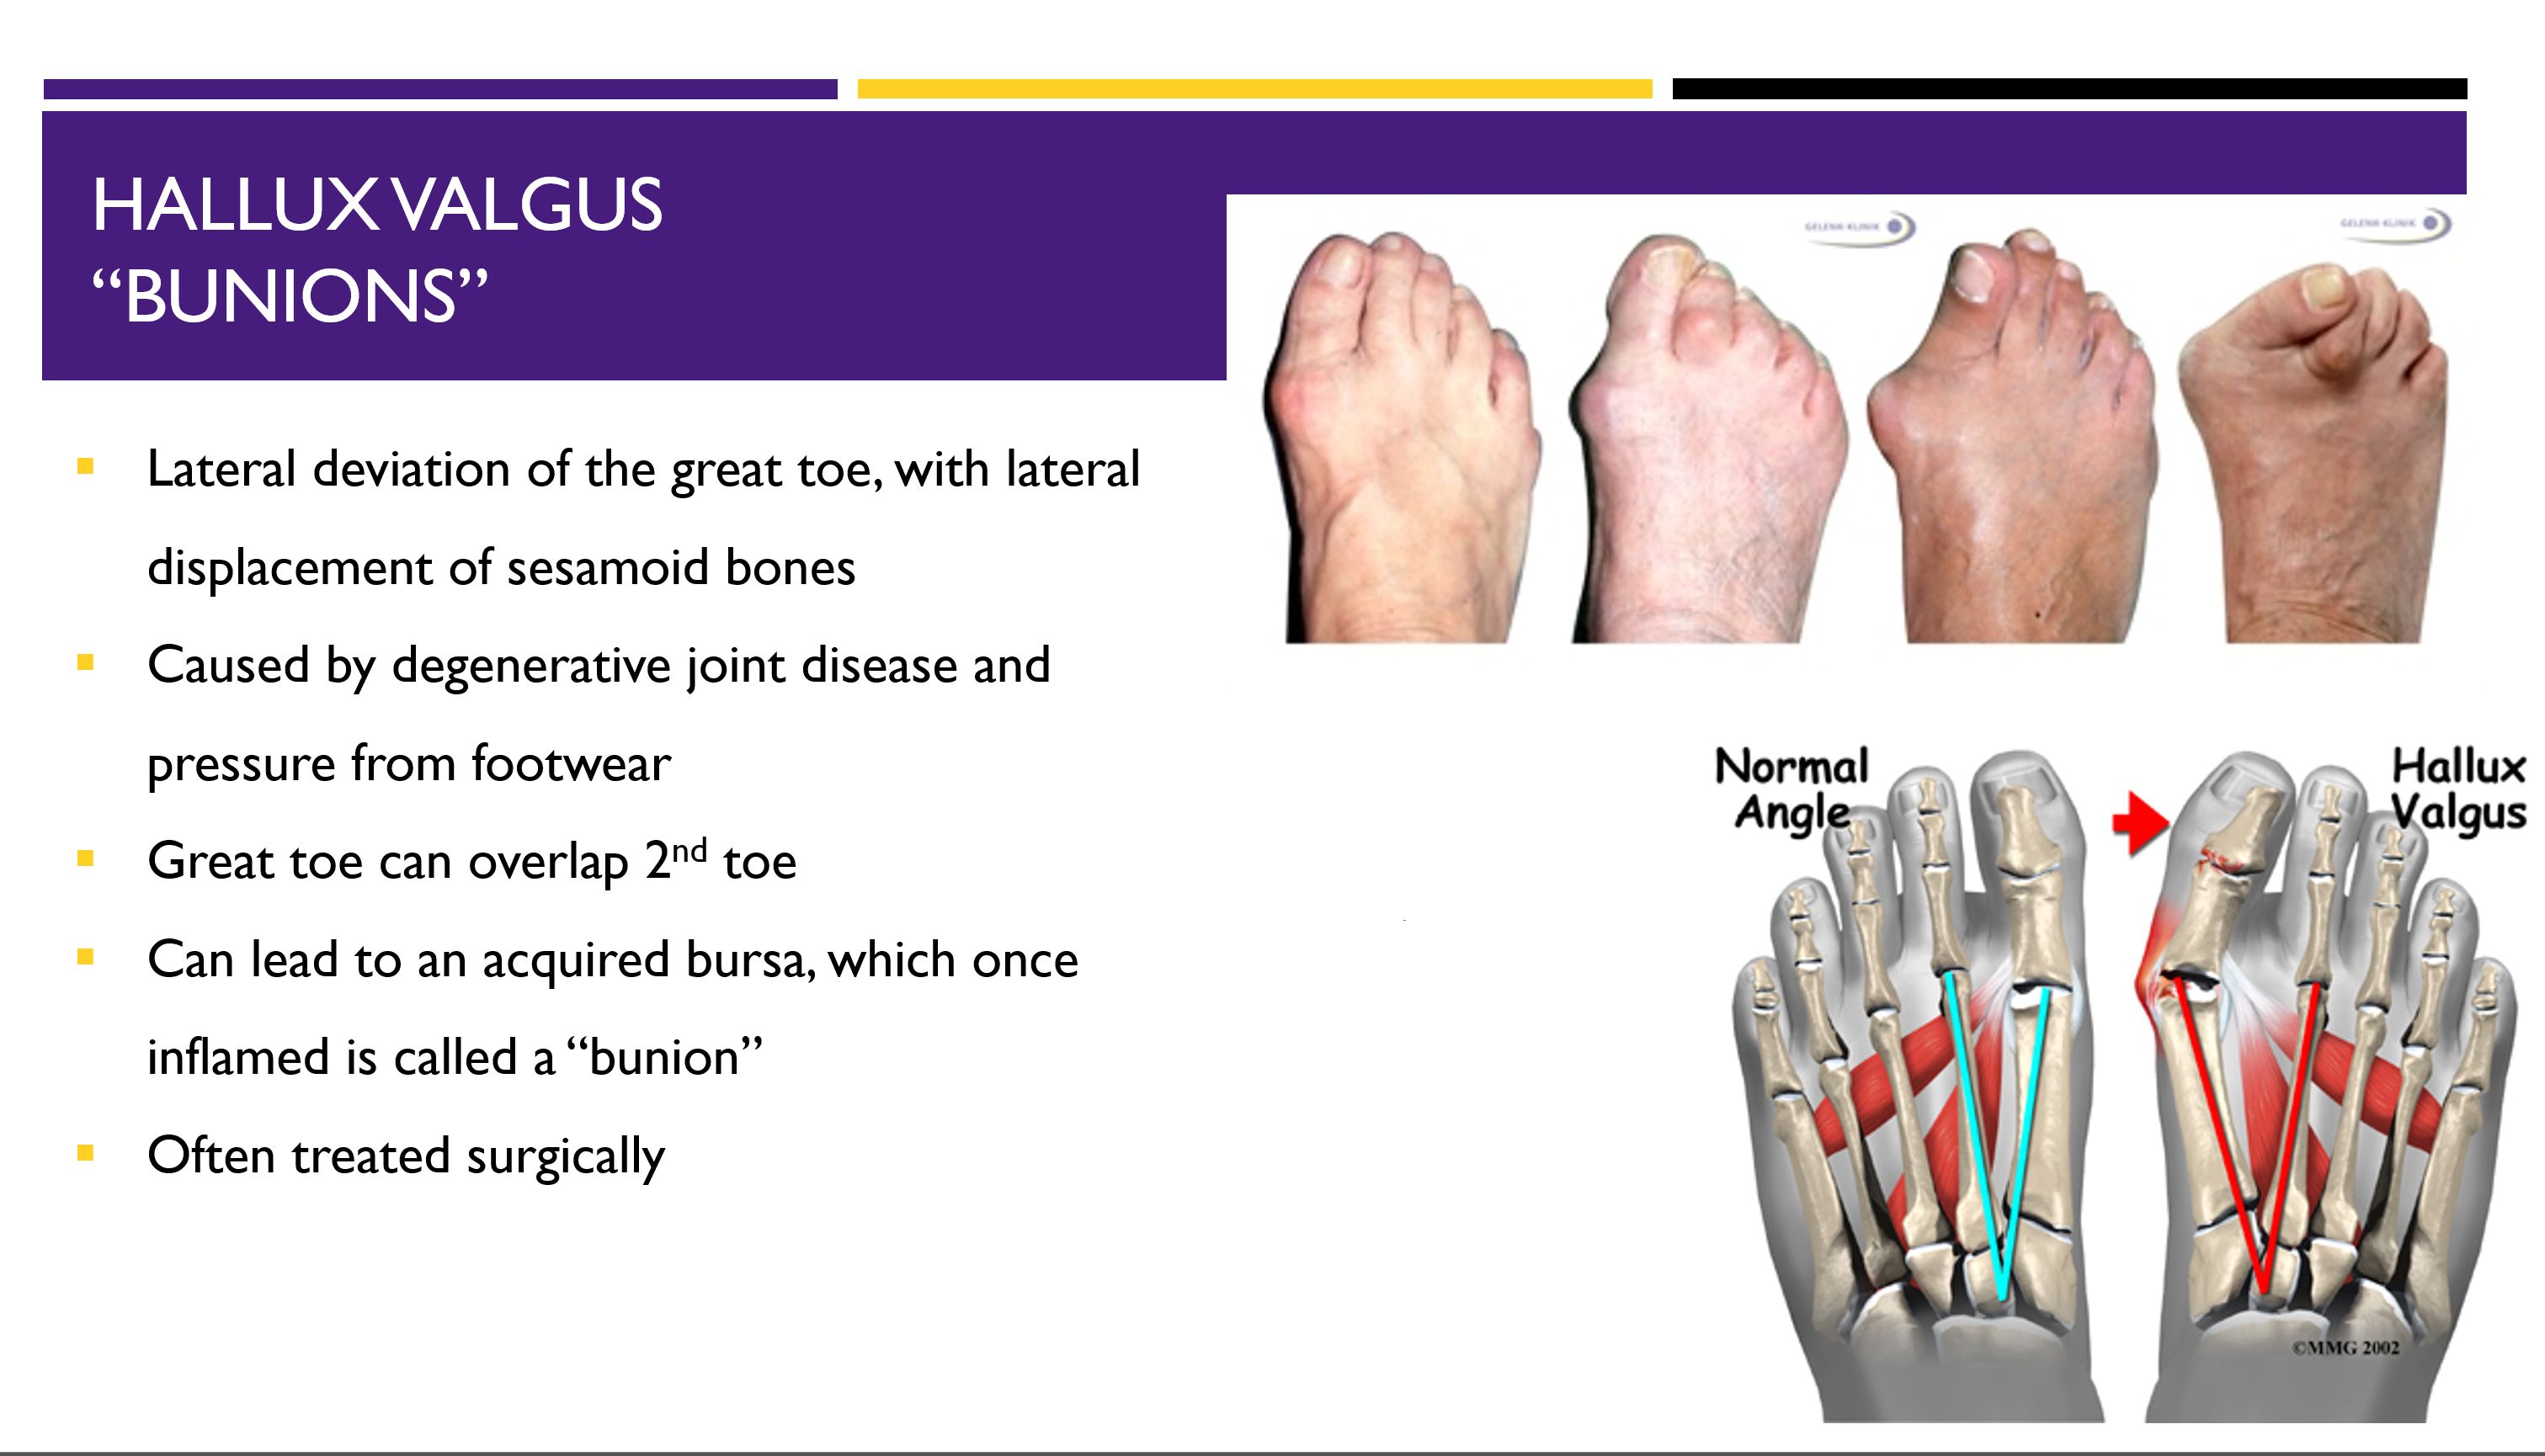 HALLUX VALGUS
“BUNIONS”
GELENK-KLINIK
GELENK-KLINIK
Lateral deviation of the great toe, with lateral
displacement of sesamoid bones
Caused by degenerative joint disease and
pressure from footwear
Great toe can overlap 2nd toe
Can lead to an acquired bursa, which once
inflamed is called a “bunion”
Often treated surgically
Normal
Angle
Hallux
Valgus
©MMG 2002